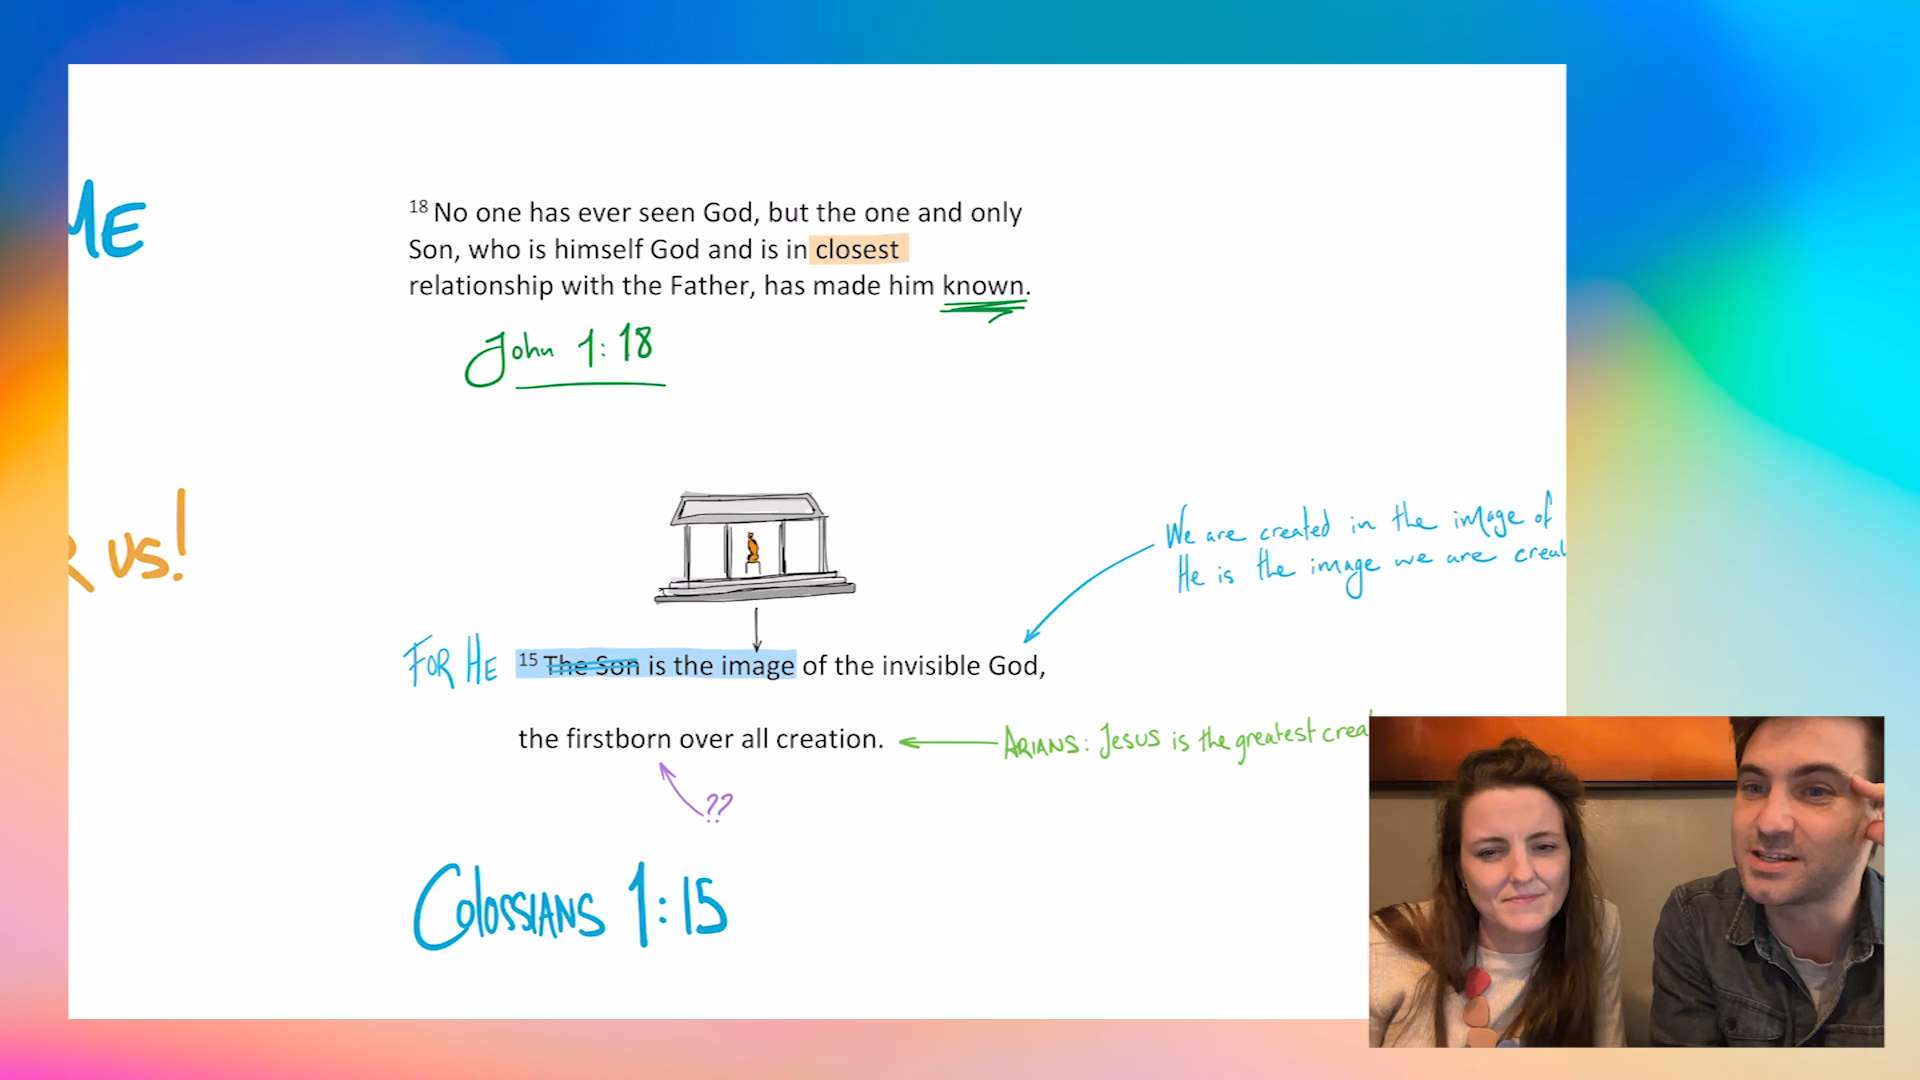 ME
18 No one has ever seen God, but the one and only
Son, who is himself God and is in closest
relationship with the Father, has made him known.
John 1:18
R US!
We are created in the image of
He is the image we are creat
FOR HE 15 The Son is the image of the invisible God,
the firstborn over all creation.
ARIANS: JESUS is the greatest crea
??
COLOSSIANS 1:15